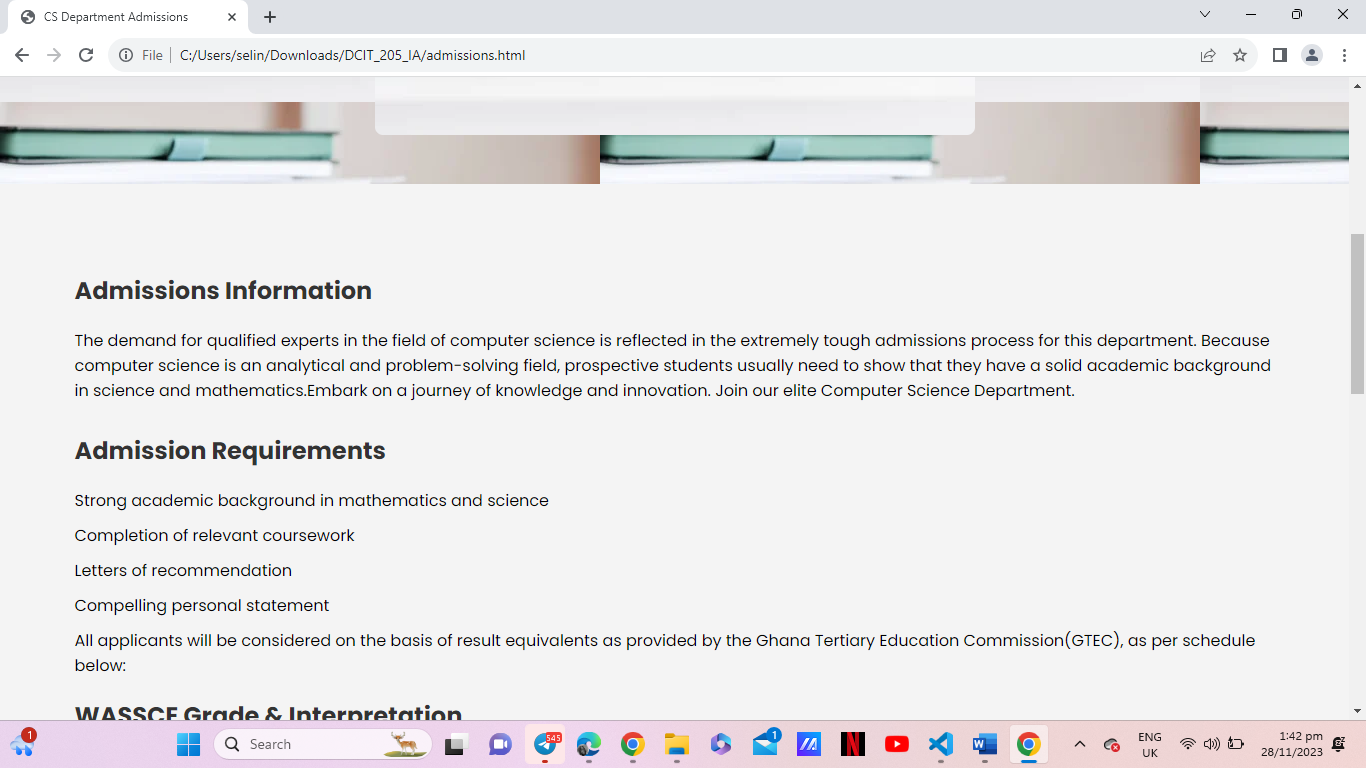 CS Department Admissions
File
C:/Users/selin/Downloads/DCIT_205_IA/admissions.html
Admissions Information
The demand for qualified experts in the field of computer science is reflected in the extremely tough admissions process for this department. Because
computer science is an analytical and problem-solving field, prospective students usually need to show that they have a solid academic background
in science and mathematics.Embark on a journey of knowledge and innovation. Join our elite Computer Science Department.
Admission Requirements
Strong academic background in mathematics and science
Completion of relevant coursework
Letters of recommendation
Compelling personal statement
All applicants will be considered on the basis of result equivalents as provided by the Ghana Tertiary Education Commission(GTEC), as per schedule
below:
WASSCE Grade & Interpretation
1
Search
545
1
N
W
ENG
UK
1:42 pm
28/11/2023